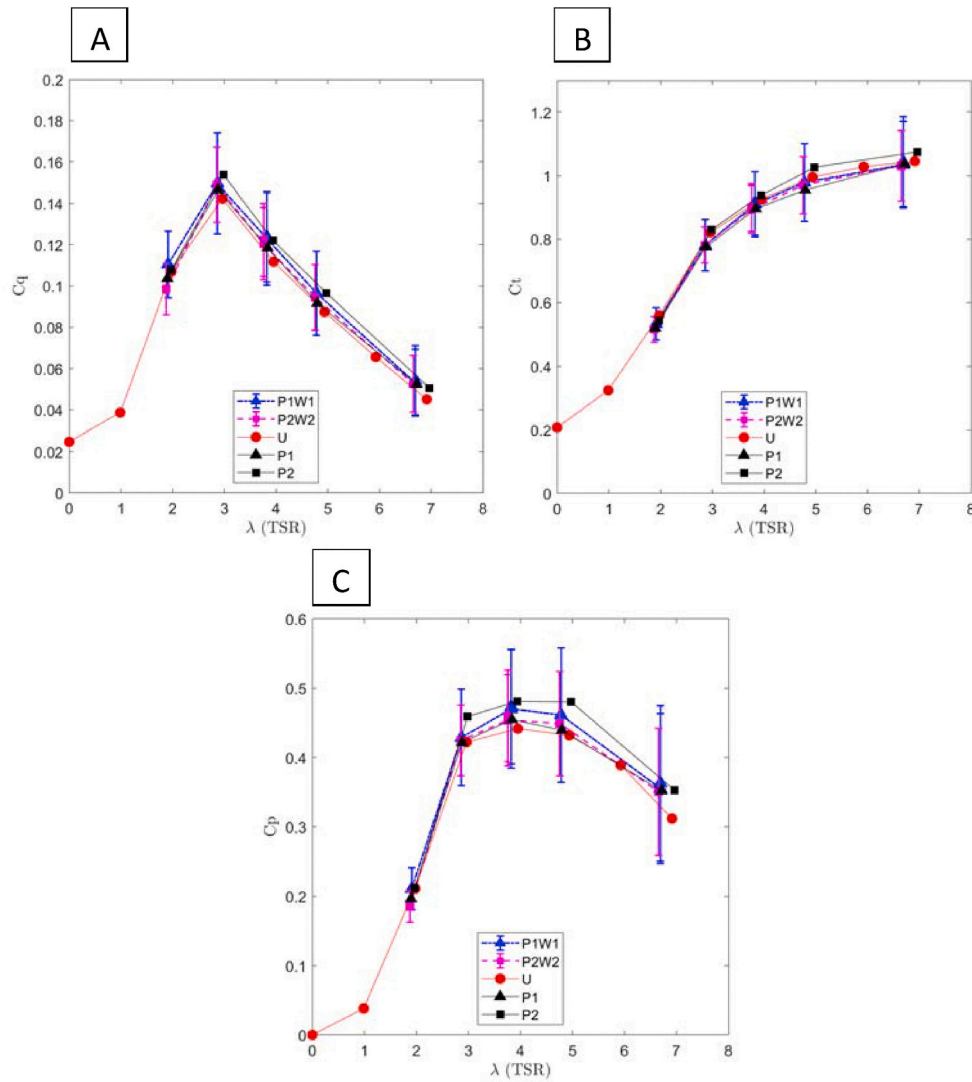 A
B
0.2
0.18
0.16
0.14
0.12
0.1
0.08
0.06
0.04
0.02
0
Cq
0 1 2 3 4 5 6 7 8
λ (TSR)
P1W1
P2W2
U
P1
P2
1.2
1
0.8
0.6
0.4
0.2
0
Ct
0 1 2 3 4 5 6 7 8
λ (TSR)
P1W1
P2W2
U
P1
P2
C
0.6
0.5
0.4
0.3
0.2
0.1
0
Cp
0 1 2 3 4 5 6 7 8
λ (TSR)
P1W1
P2W2
U
P1
P2